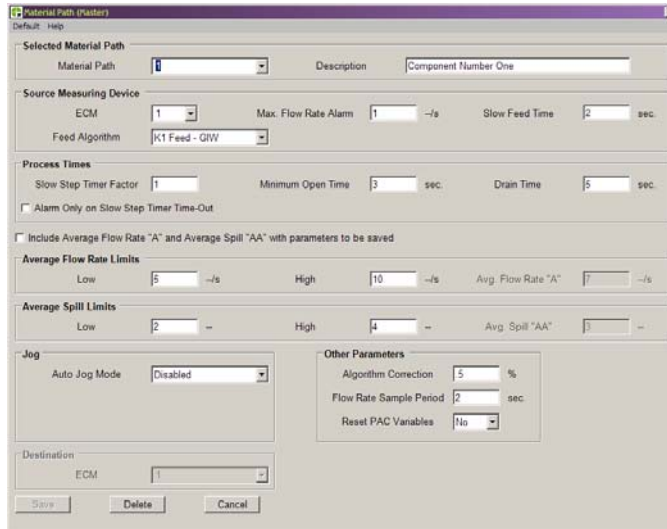 Material Path (Master)
Default Help
Selected Material Path
Material Path 1 Description Component Number One
Source Measuring Device
ECM 1 Max. Flow Rate Alarm 1 --/s Slow Feed Time 2 sec.
Feed Algorithm K1 Feed - GIW
Process Times
Slow Step Timer Factor 1 Minimum Open Time 3 sec. Drain Time 5 sec.
Alarm Only on Slow Step Timer Time-Out
Include Average Flow Rate "A" and Average Spill "AA" with parameters to be saved
Average Flow Rate Limits
Low 5 --/s High 10 --/s Avg. Flow Rate "A" 7 --/s
Average Spill Limits
Low 2 -- High 4 -- Avg. Spill "AA" 3 --
Jog
Auto Jog Mode Disabled
Other Parameters
Algorithm Correction .5 %
Flow Rate Sample Period 2 sec.
Reset PAC Variables No
Destination
ECM 1
Save Delete Cancel